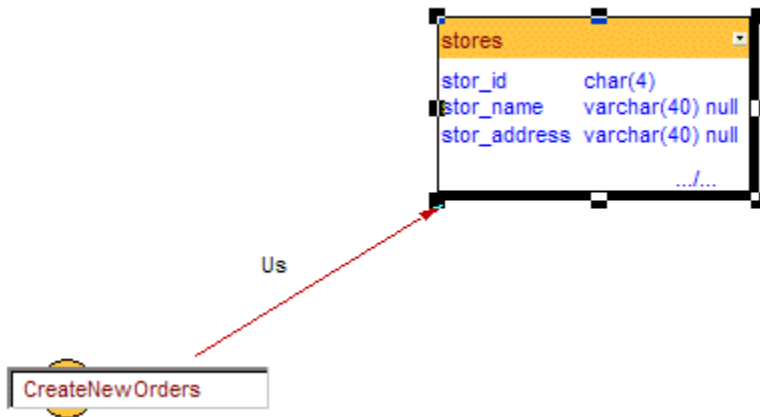 stores
stor_id char(4)
stor_name varchar(40) null
stor_address varchar(40) null
.../...
Us
CreateNewOrders